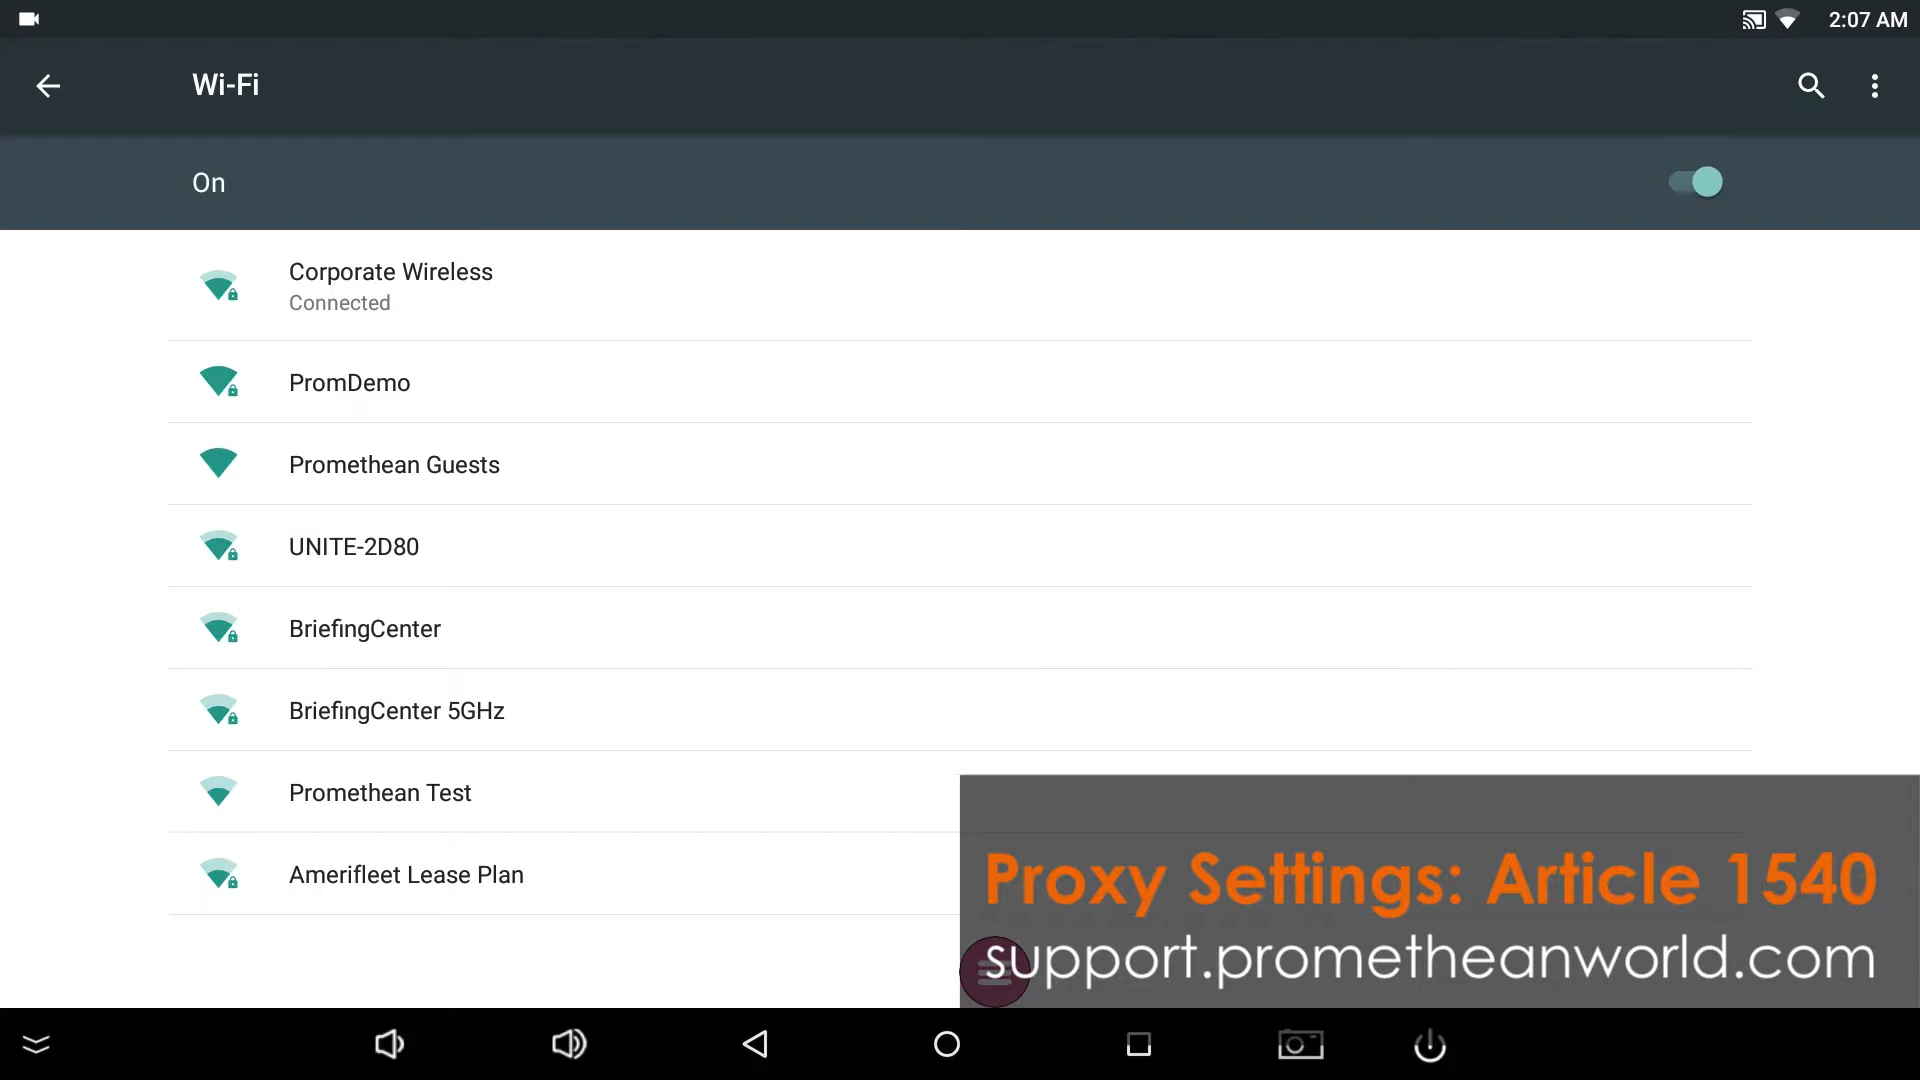 2:07 AM
Wi-Fi
On
Corporate Wireless
Connected
PromDemo
Promethean Guests
UNITE-2D80
BriefingCenter
BriefingCenter 5GHz
Promethean Test
Amerifleet Lease Plan
Proxy Settings: Article 1540
support.prometheanworld.com